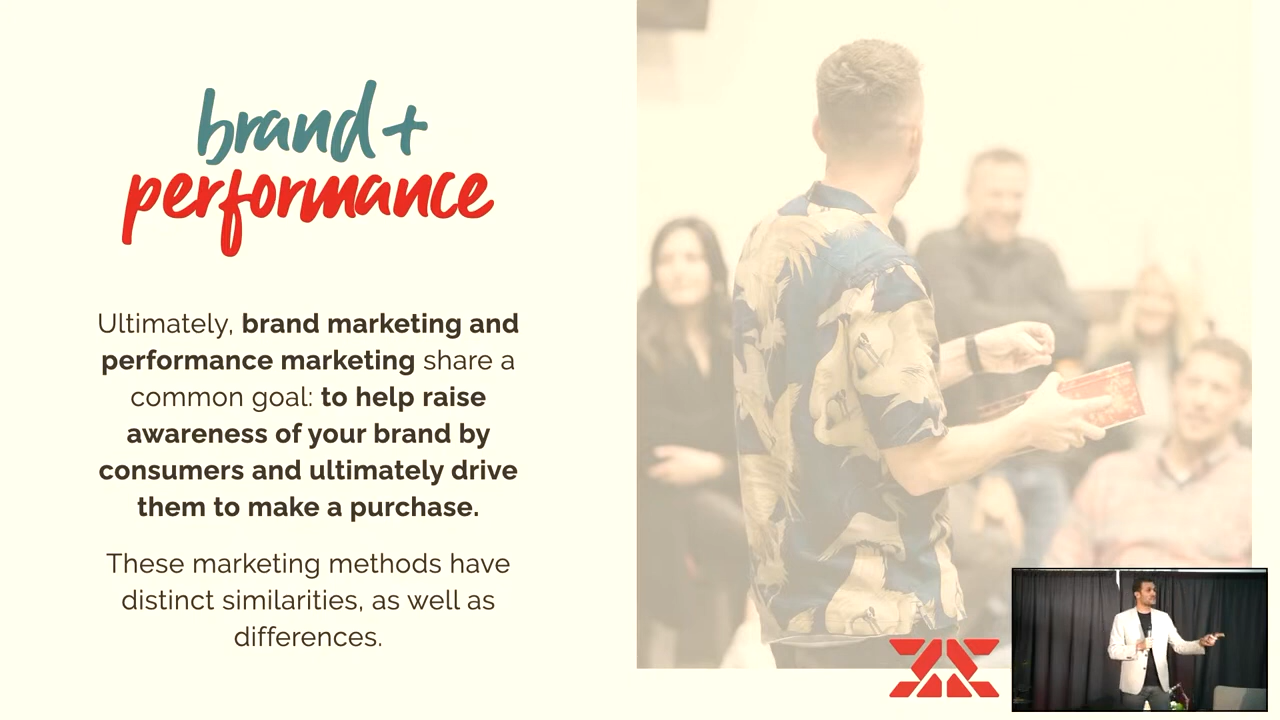 brand +
performance
Ultimately, brand marketing and
performance marketing share a
common goal: to help raise
awareness of your brand by
consumers and ultimately drive
them to make a purchase.
These marketing methods have
distinct similarities, as well as
differences.